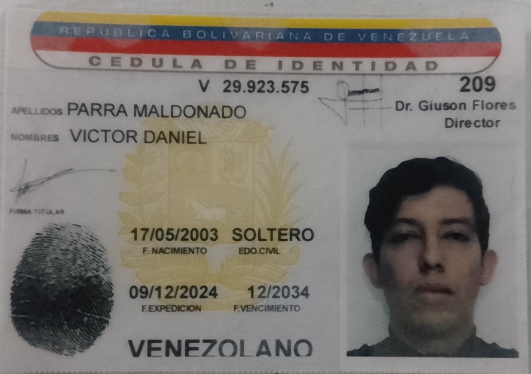 REPUBLICA BOLIVARIANA DE VENEZUELA
CEDULA DE IDENTIDAD
V 29.923.575
209
APELLIDOS PARRA MALDONADO
Dr. Giuson Flores
Director
NOMBRES VICTOR DANIEL
FIRMA TITULAR
17/05/2003 SOLTERO
F. NACIMIENTO EDO.CIVIL
09/12/2024 12/2034
F.EXPEDICION F.VENCIMIENTO
VENEZOLANO